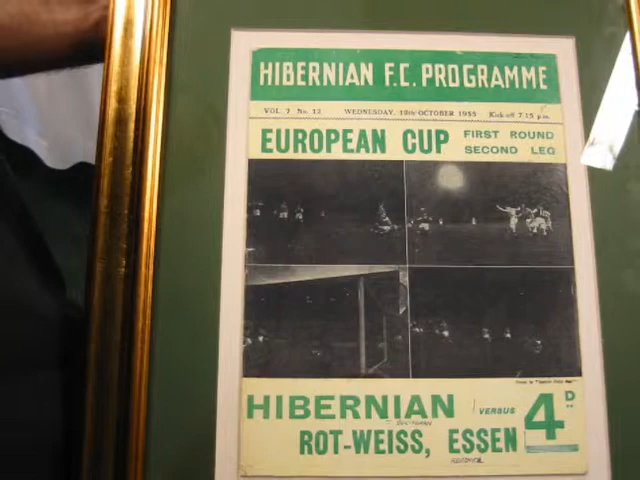 HIBERNIAN F.C. PROGRAMME
VOL. 7 No. 12 WEDNESDAY, 12th OCTOBER 1955 Kick-off 7.15 p.m.
EUROPEAN CUP FIRST ROUND
SECOND LEG
HIBERNIAN VERSUS 4D
ROT-WEISS, ESSEN